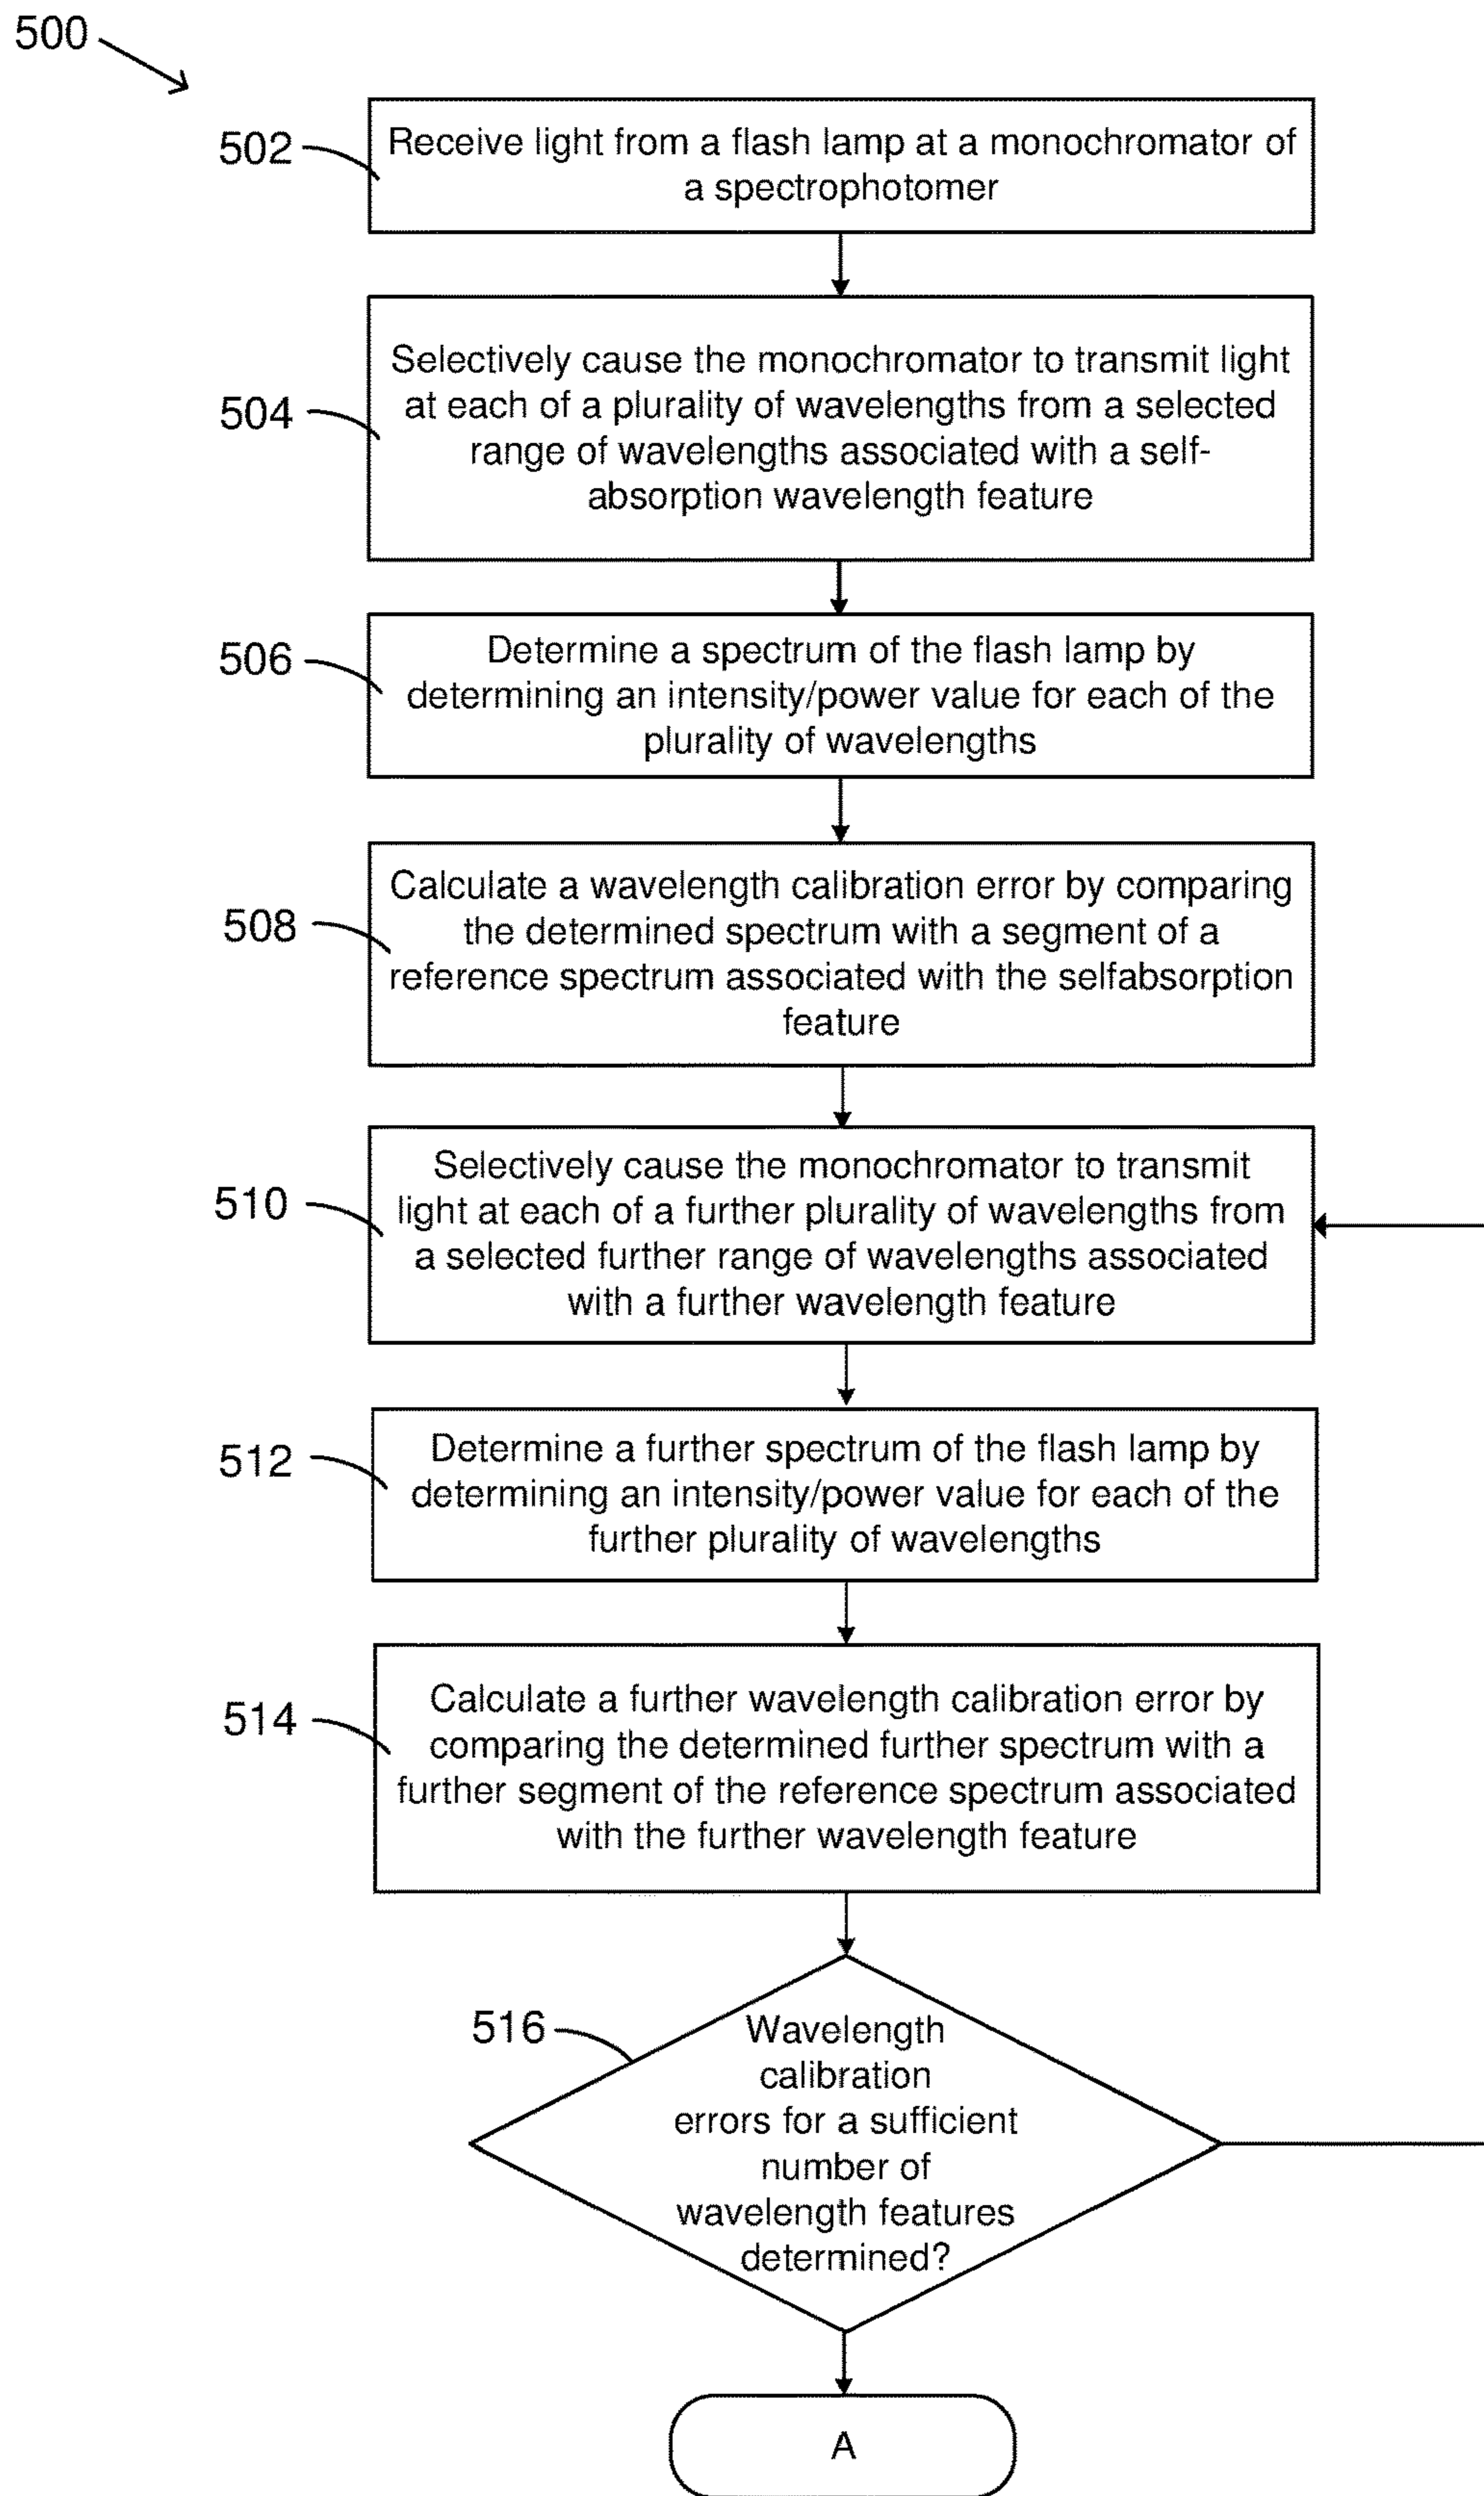 500
502
Receive light from a flash lamp at a monochromator of
a spectrophotomer
504
Selectively cause the monochromator to transmit light
at each of a plurality of wavelengths from a selected
range of wavelengths associated with a self-
absorption wavelength feature
506
Determine a spectrum of the flash lamp by
determining an intensity/power value for each of the
plurality of wavelengths
508
Calculate a wavelength calibration error by comparing
the determined spectrum with a segment of a
reference spectrum associated with the selfabsorption
feature
510
Selectively cause the monochromator to transmit
light at each of a further plurality of wavelengths from
a selected further range of wavelengths associated
with a further wavelength feature
512
Determine a further spectrum of the flash lamp by
determining an intensity/power value for each of the
further plurality of wavelengths
514
Calculate a further wavelength calibration error by
comparing the determined further spectrum with a
further segment of the reference spectrum associated
with the further wavelength feature
516
Wavelength
calibration
errors for a sufficient
number of
wavelength features
determined?
A